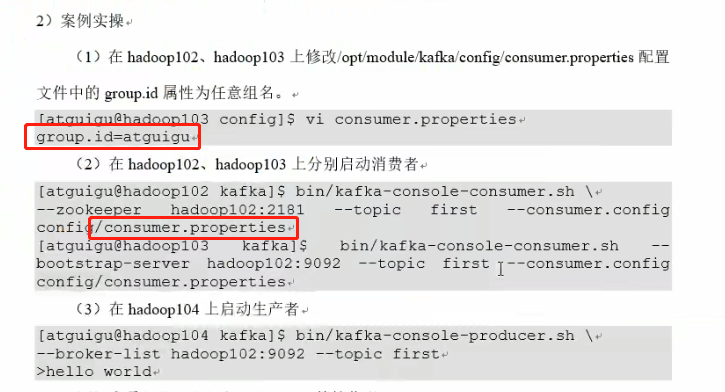 2）案例实操
（1）在 hadoop102、hadoop103 上修改/opt/module/kafka/config/consumer.properties 配置
文件中的 group.id 属性为任意组名。
[atguigu@hadoop103 config]$ vi consumer.properties
group.id=atguigu
（2）在 hadoop102、hadoop103 上分别启动消费者
[atguigu@hadoop102 kafka]$ bin/kafka-console-consumer.sh \
--zookeeper hadoop102:2181 --topic first --consumer.config
config/consumer.properties
[atguigu@hadoop103 kafka]$ bin/kafka-console-consumer.sh --
bootstrap-server hadoop102:9092 --topic first --consumer.config
config/consumer.properties
（3）在 hadoop104 上启动生产者
[atguigu@hadoop104 kafka]$ bin/kafka-console-producer.sh \
--broker-list hadoop102:9092 --topic first
>hello world